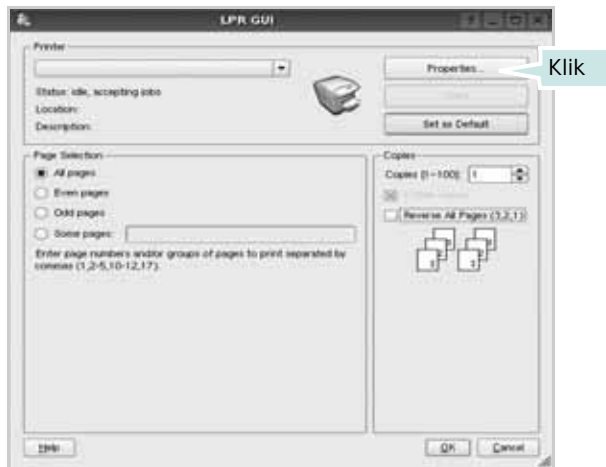 LPR GUI
Printer
Properties...
Klik
Status: idle, accepting jobs
Location:
Description:
Set as Default
Page Selection
All pages
Even pages
Odd pages
Some pages:
Enter page numbers and/or groups of pages to print separated by
commas (1,2-5,10-12,17).
Copies
Copies [1~100]: 1
Reverse All Pages (3,2,1)
Help
OK
Cancel